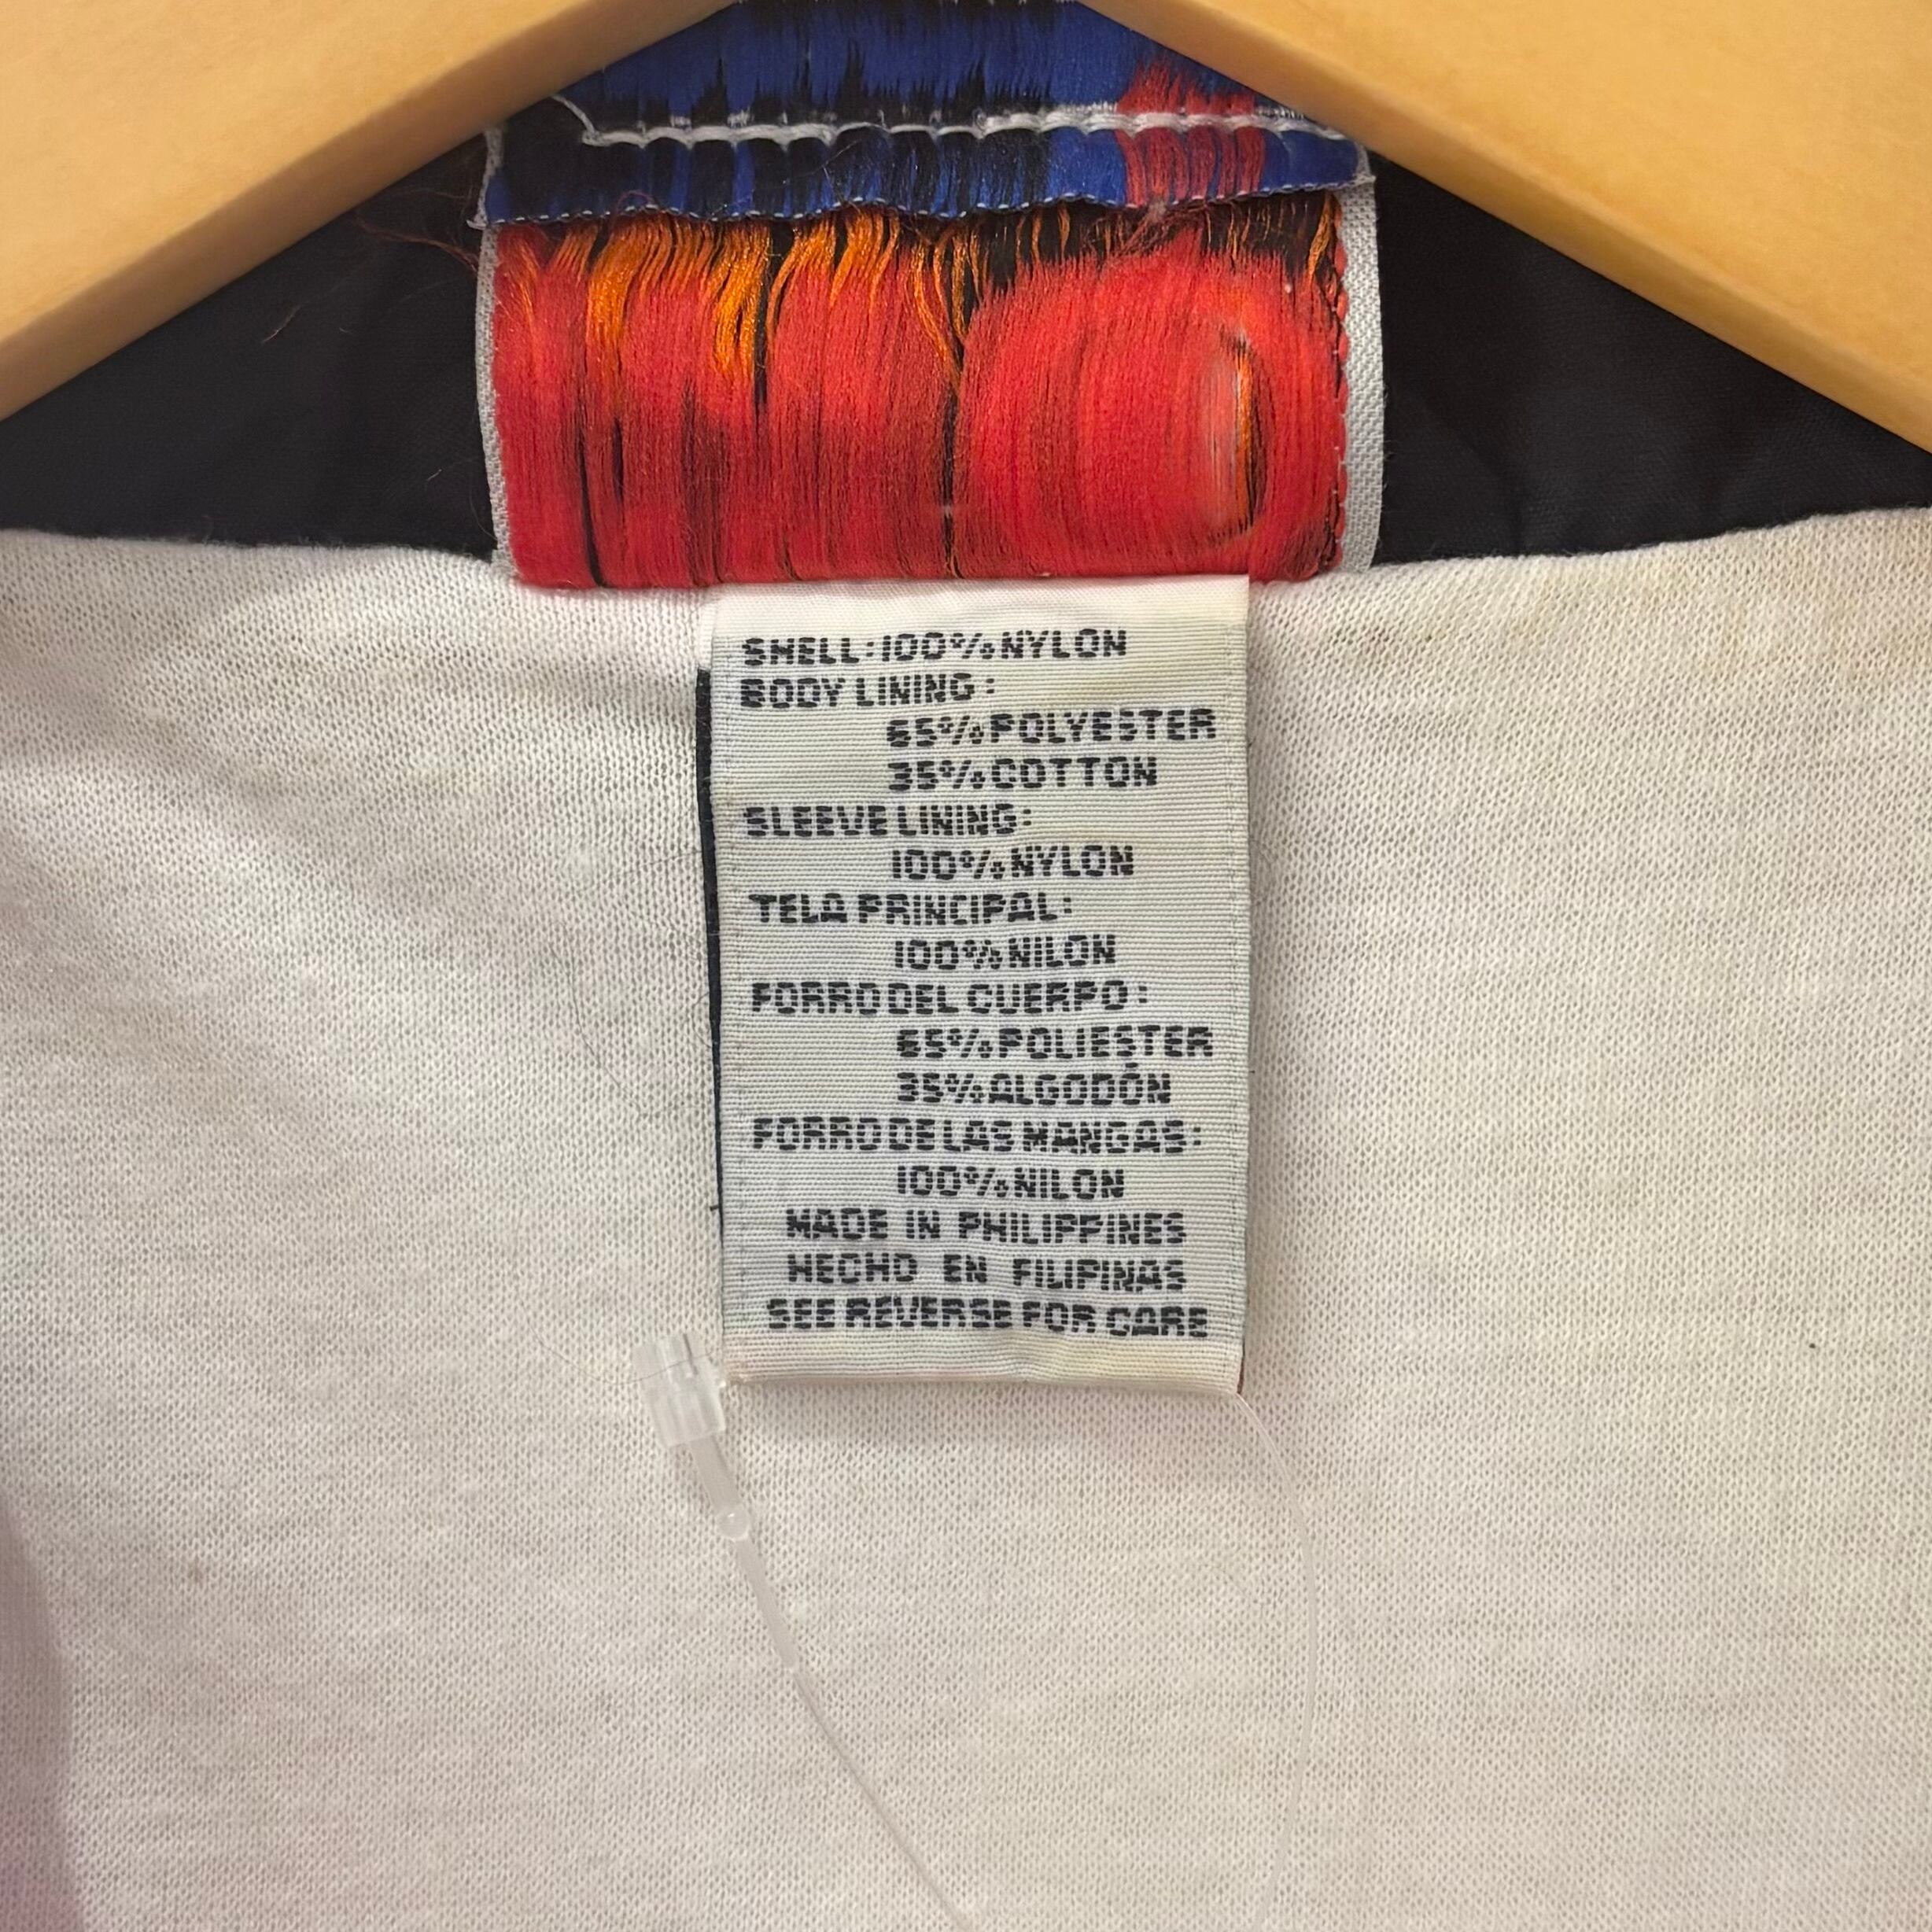 SHELL:100%NYLON
BODY LINING:
65%POLYESTER
35%COTTON
SLEEVE LINING:
100%NYLON
TELA PRINCIPAL:
100%NILON
FORRO DEL CUERPO:
65%POLIESTER
35%ALGODÓN
FORRO DE LAS MANGAS:
100%NILON
MADE IN PHILIPPINES
HECHO EN FILIPINAS
SEE REVERSE FOR CARE